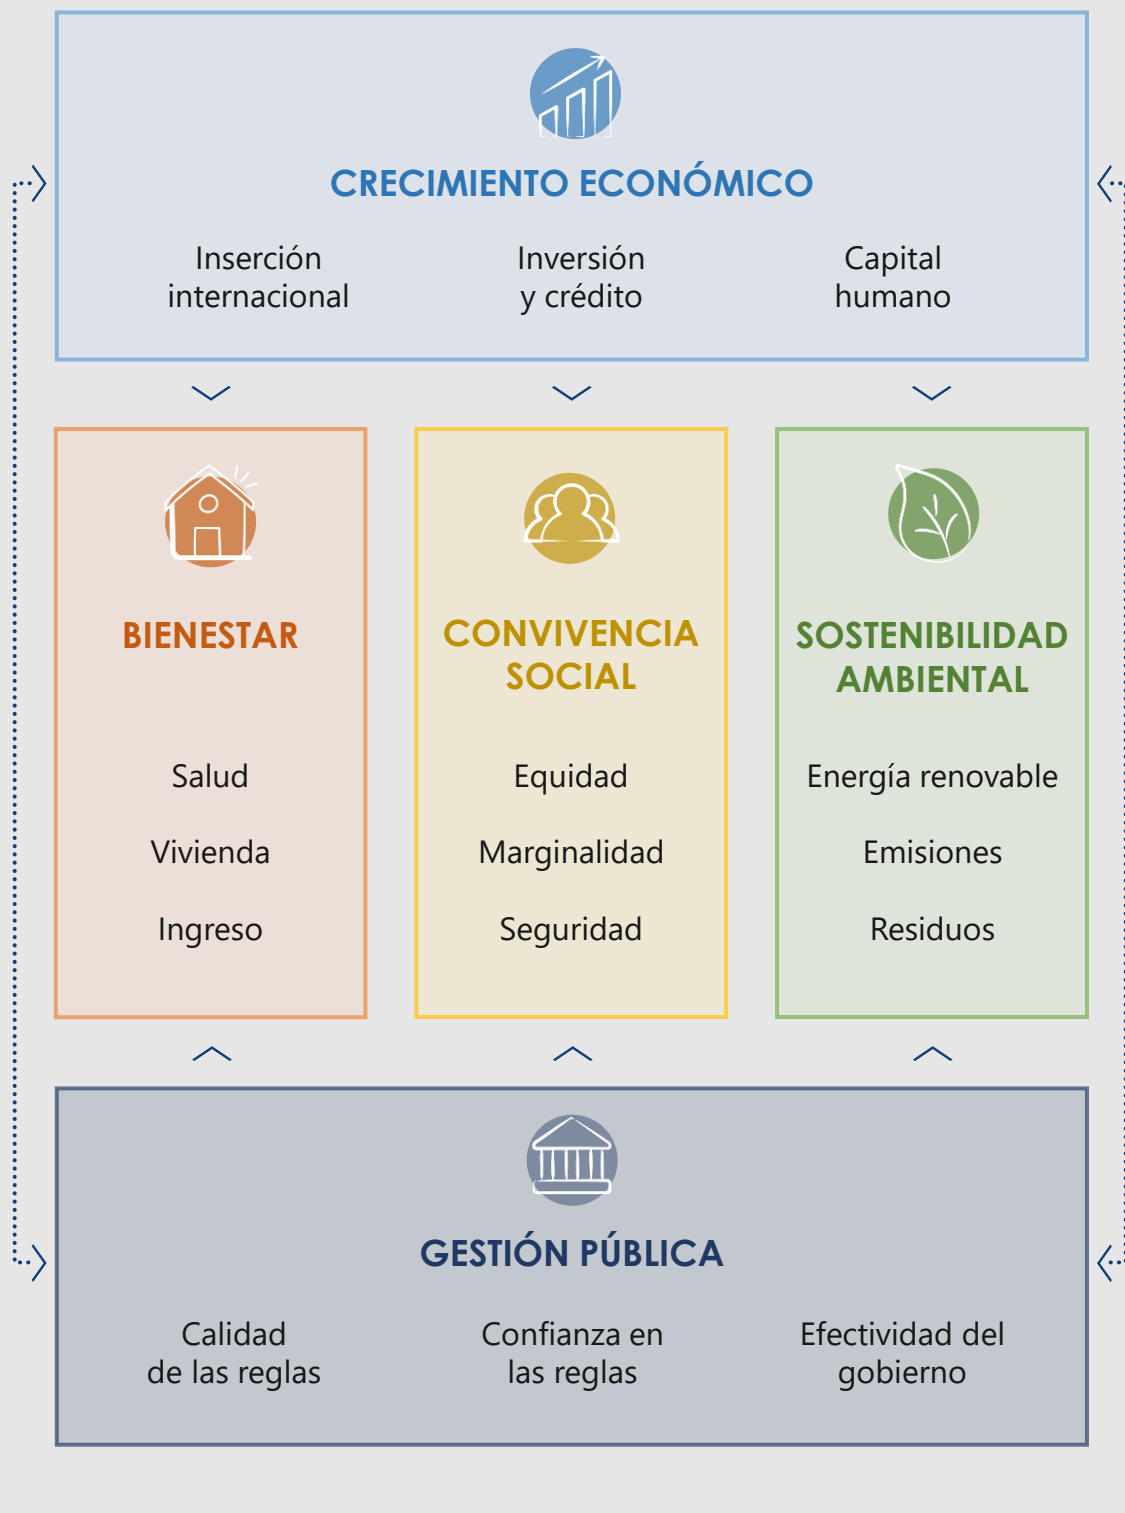 CRECIMIENTO ECONÓMICO
Inserción
internacional
Inversión
y crédito
Capital
humano
BIENESTAR
Salud
Vivienda
Ingreso
CONVIVENCIA
SOCIAL
Equidad
Marginalidad
Seguridad
SOSTENIBILIDAD
AMBIENTAL
Energía renovable
Emisiones
Residuos
GESTIÓN PÚBLICA
Calidad
de las reglas
Confianza en
las reglas
Efectividad del
gobierno